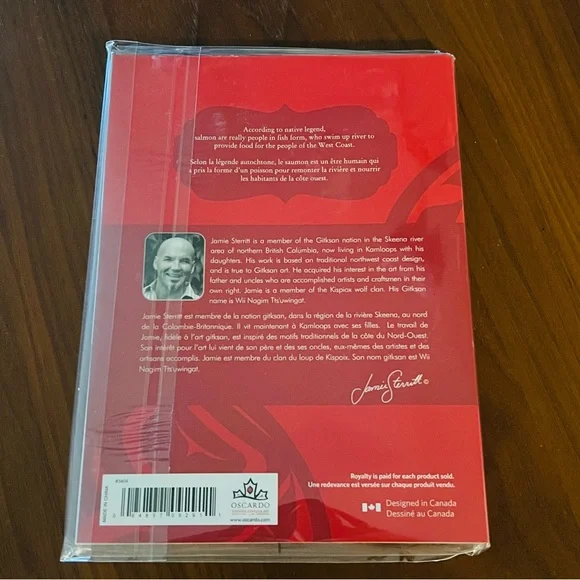 According to native legend,
salmon are really people in fish form, who swim up river to
provide food for the people of the West Coast.
Selon la légende autochtone, le saumon est un être humain qui
a pris la forme d'un poisson pour remonter la rivière et nourrir
les habitants de la côte ouest.
Jamie Sterritt is a member of the Gitksan nation in the Skeena river
area of northern British Columbia, now living in Kamloops with his
daughters. His work is based on traditional northwest coast design,
and is true to Gitksan art. He acquired his interest in the art from his
father and uncles who are accomplished artists and craftsmen in their
own right. Jamie is a member of the Kispiox wolf clan. His Gitksan
name is Wii Nagim Tts'uwingat.
Jamie Sterritt est membre de la nation gitksan, dans la région de la rivière Skeena, au nord
de la Colombie-Britannique. Il vit maintenant à Kamloops avec ses filles. Le travail de
Jamie, fidèle à l'art gitksan, est inspiré des motifs traditionnels de la côte du Nord-Ouest.
Son intérêt pour l'art lui vient de son père et des ses oncles, eux-mêmes des artistes et des
artisans accomplis. Jamie est membre du clan du loup de Kispoix. Son nom gitksan est Wii
Nagim Tts'uwingat.
Jamie Sterritt ©
Royalty is paid for each product sold.
Une redevance est versée sur chaque produit vendu.
Designed in Canada
Dessiné au Canada
MADE IN CHINA
OSCARDO
www.oscardo.com